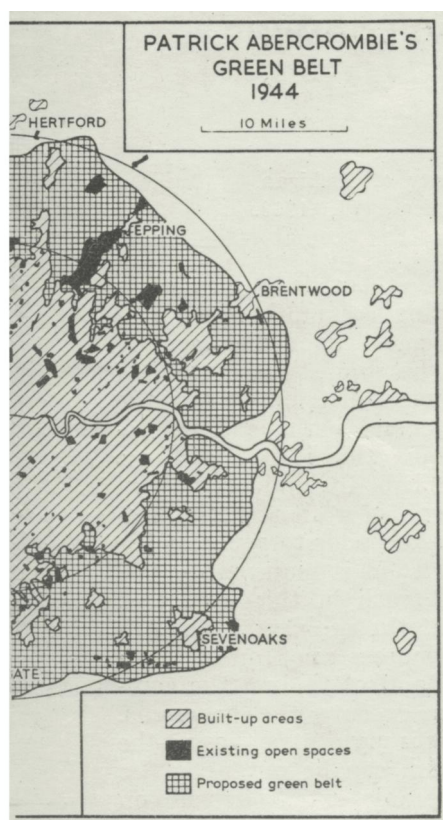 PATRICK ABERCROMBIE'S
GREEN BELT
1944
10 Miles
HERTFORD
EPPING
BRENTWOOD
SEVENOAKS
ATE
Built-up areas
Existing open spaces
Proposed green belt